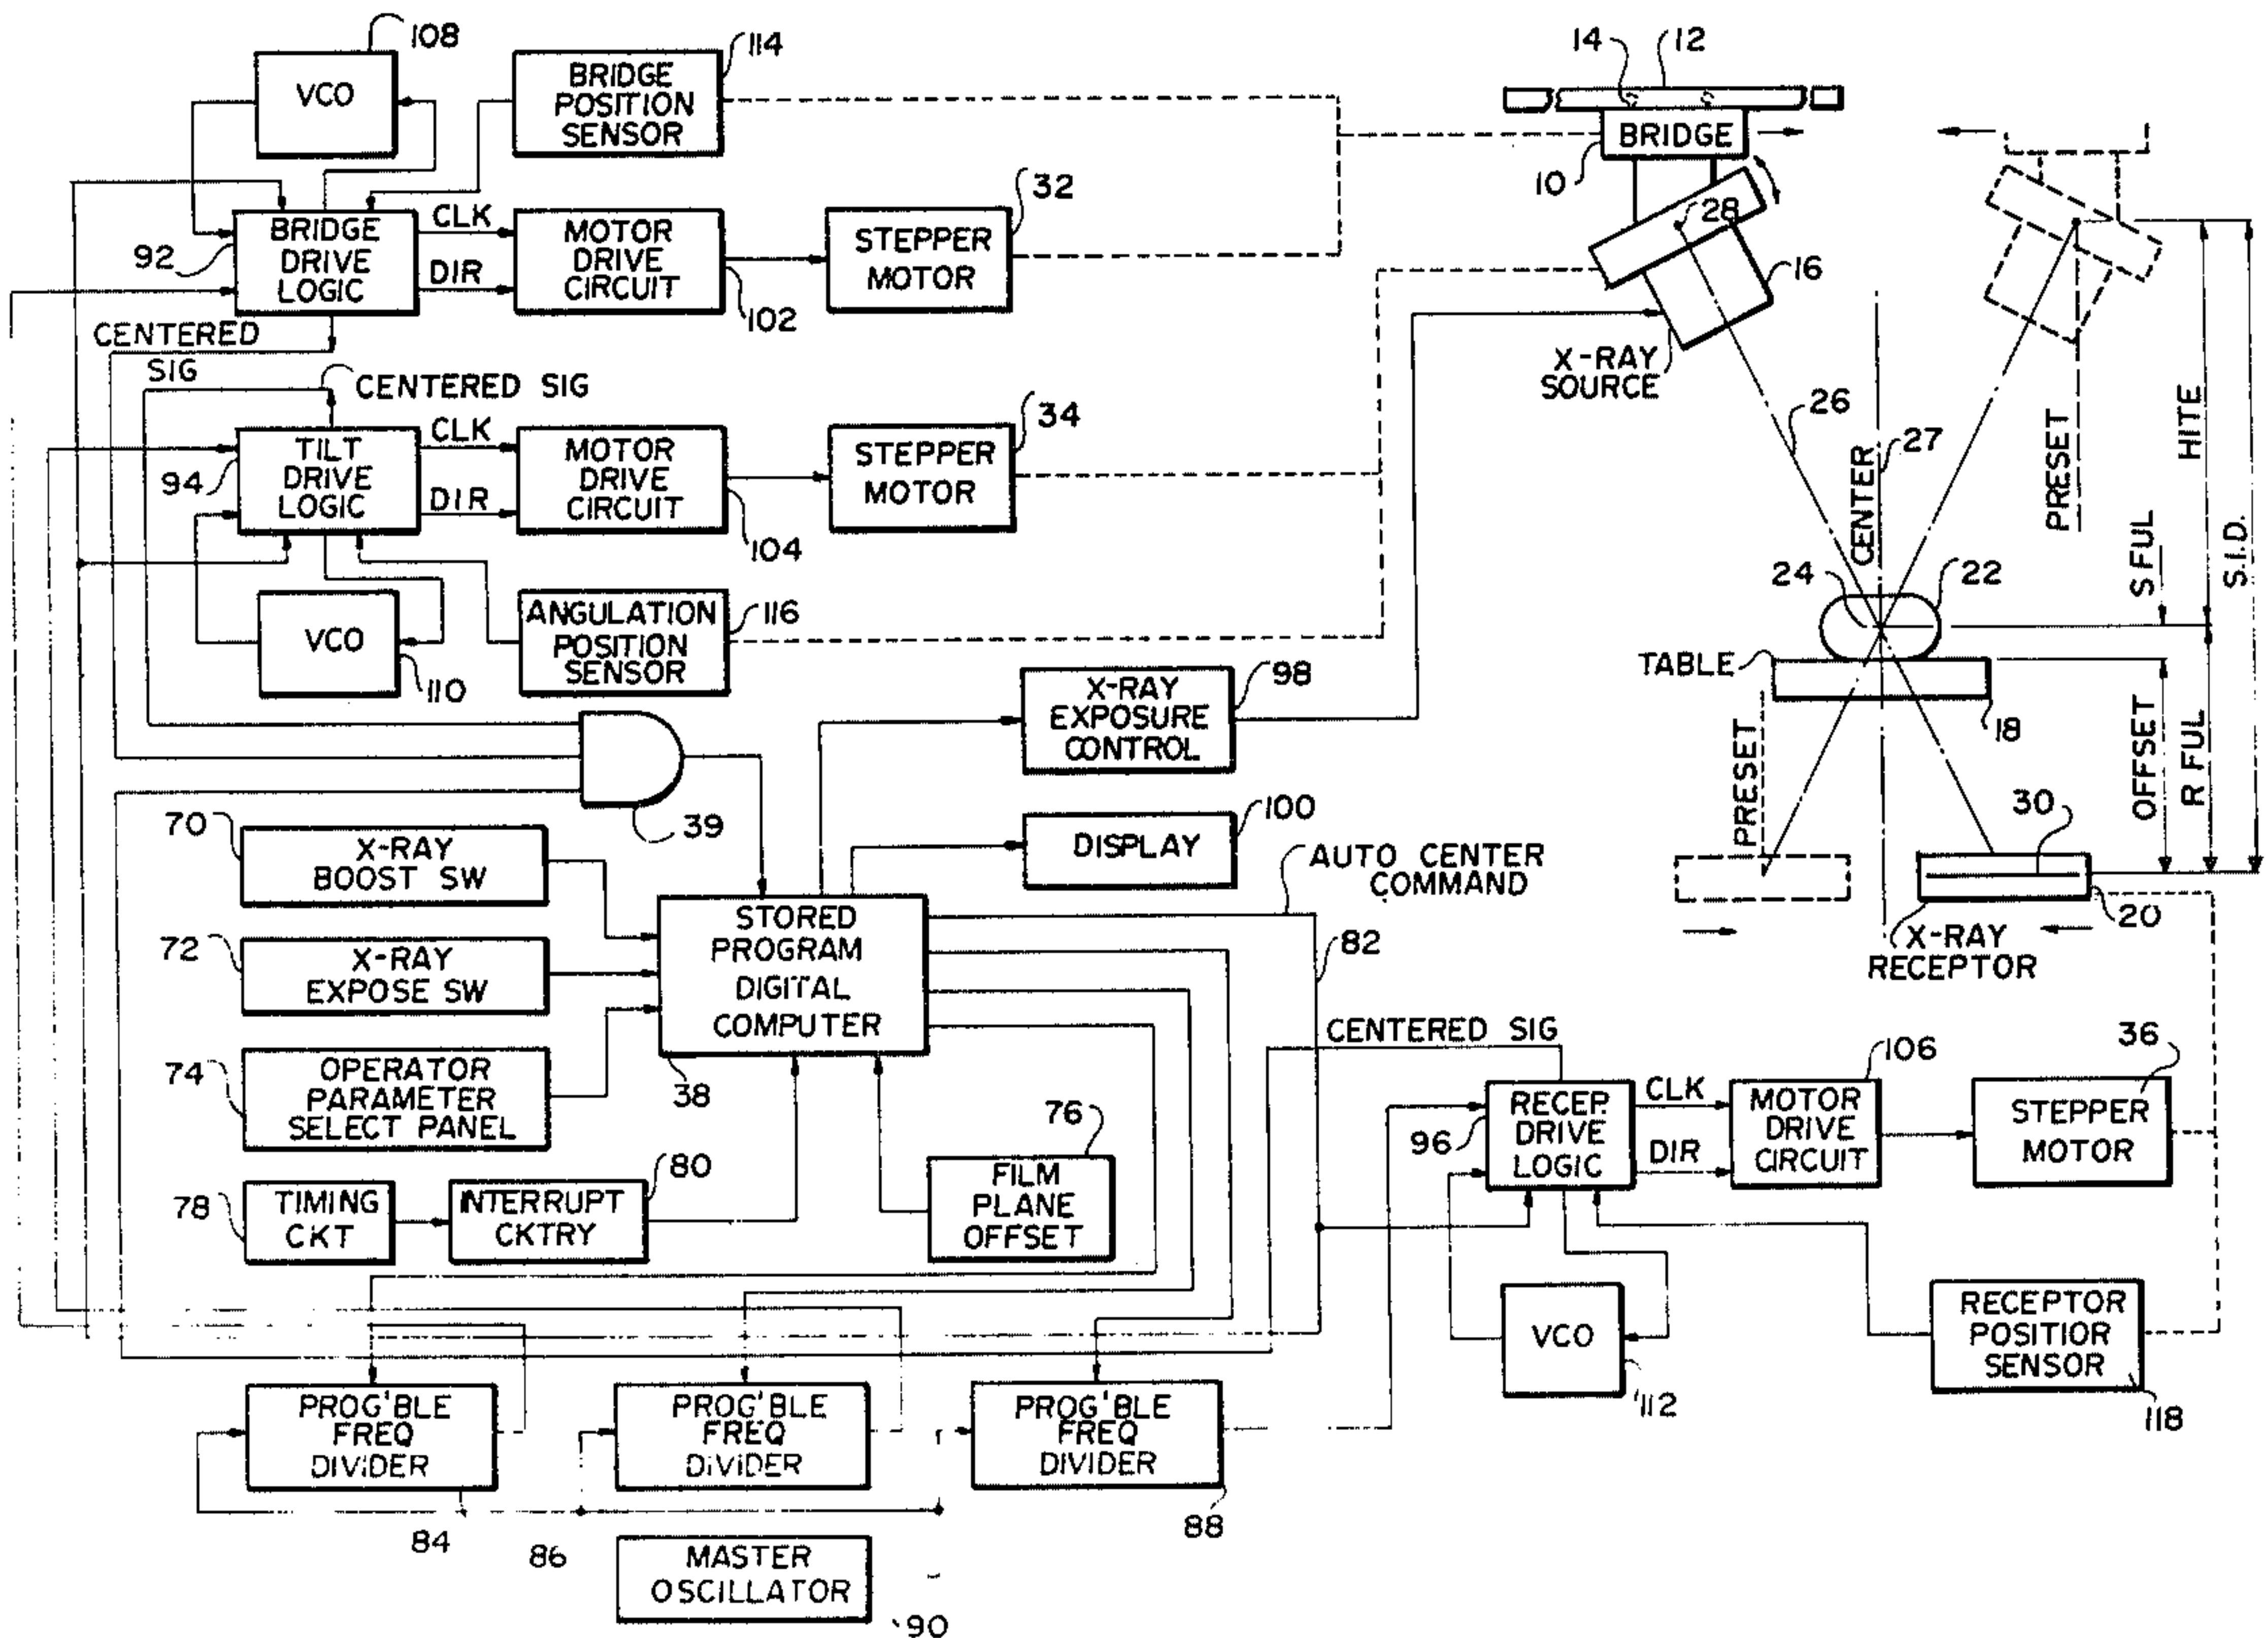 108
VCO
114
BRIDGE
POSITION
SENSOR
14
12
BRIDGE
10
28
16
X-RAY
SOURCE
92
BRIDGE
DRIVE
LOGIC
CLK
DIR
MOTOR
DRIVE
CIRCUIT
102
32
STEPPER
MOTOR
CENTERED
SIG
CENTERED SIG
94
TILT
DRIVE
LOGIC
CLK
DIR
MOTOR
DRIVE
CIRCUIT
104
34
STEPPER
MOTOR
26
CENTER
27
PRESET
HITE
S.I.D.
S FUL
24
22
VCO
110
ANGULATION
POSITION
SENSOR
116
TABLE
18
OFFSET
R FUL
PRESET
98
X-RAY
EXPOSURE
CONTROL
39
100
DISPLAY
30
20
X-RAY
RECEPTOR
AUTO CENTER
COMMAND
82
70
X-RAY
BOOST SW
72
X-RAY
EXPOSE SW
74
OPERATOR
PARAMETER
SELECT PANEL
STORED
PROGRAM
DIGITAL
COMPUTER
38
78
TIMING
CKT
80
INTERRUPT
CKTRY
76
FILM
PLANE
OFFSET
CENTERED SIG
96
RECEP.
DRIVE
LOGIC
CLK
DIR
106
MOTOR
DRIVE
CIRCUIT
36
STEPPER
MOTOR
VCO
112
RECEPTOR
POSITIOR
SENSOR
118
PROG'BLE
FREQ
DIVIDER
84
PROG'BLE
FREQ
DIVIDER
86
PROG'BLE
FREQ
DIVIDER
88
MASTER
OSCILLATOR
90